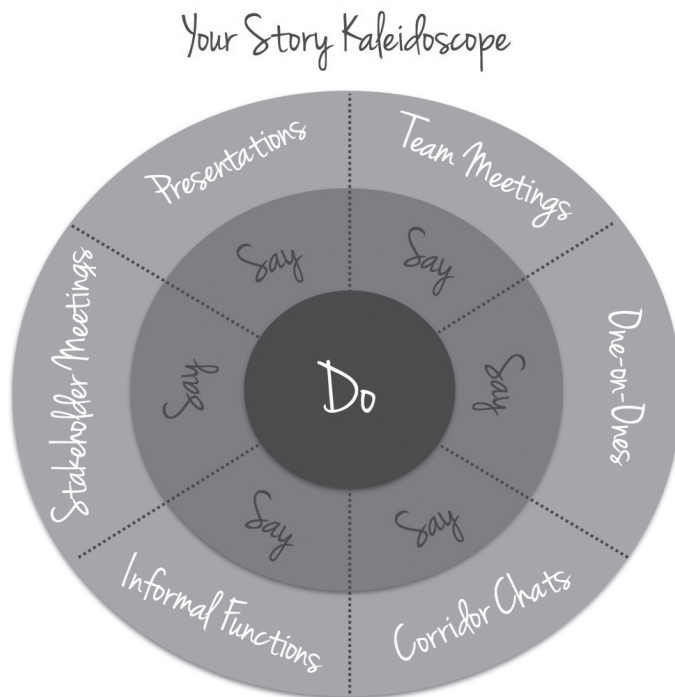 Your Story Kaleidoscope
Presentations
Team Meetings
One-on-Ones
Corridor Chats
Informal Functions
Stakeholder Meetings
Say
Say
Say
Say
Say
Say
Do